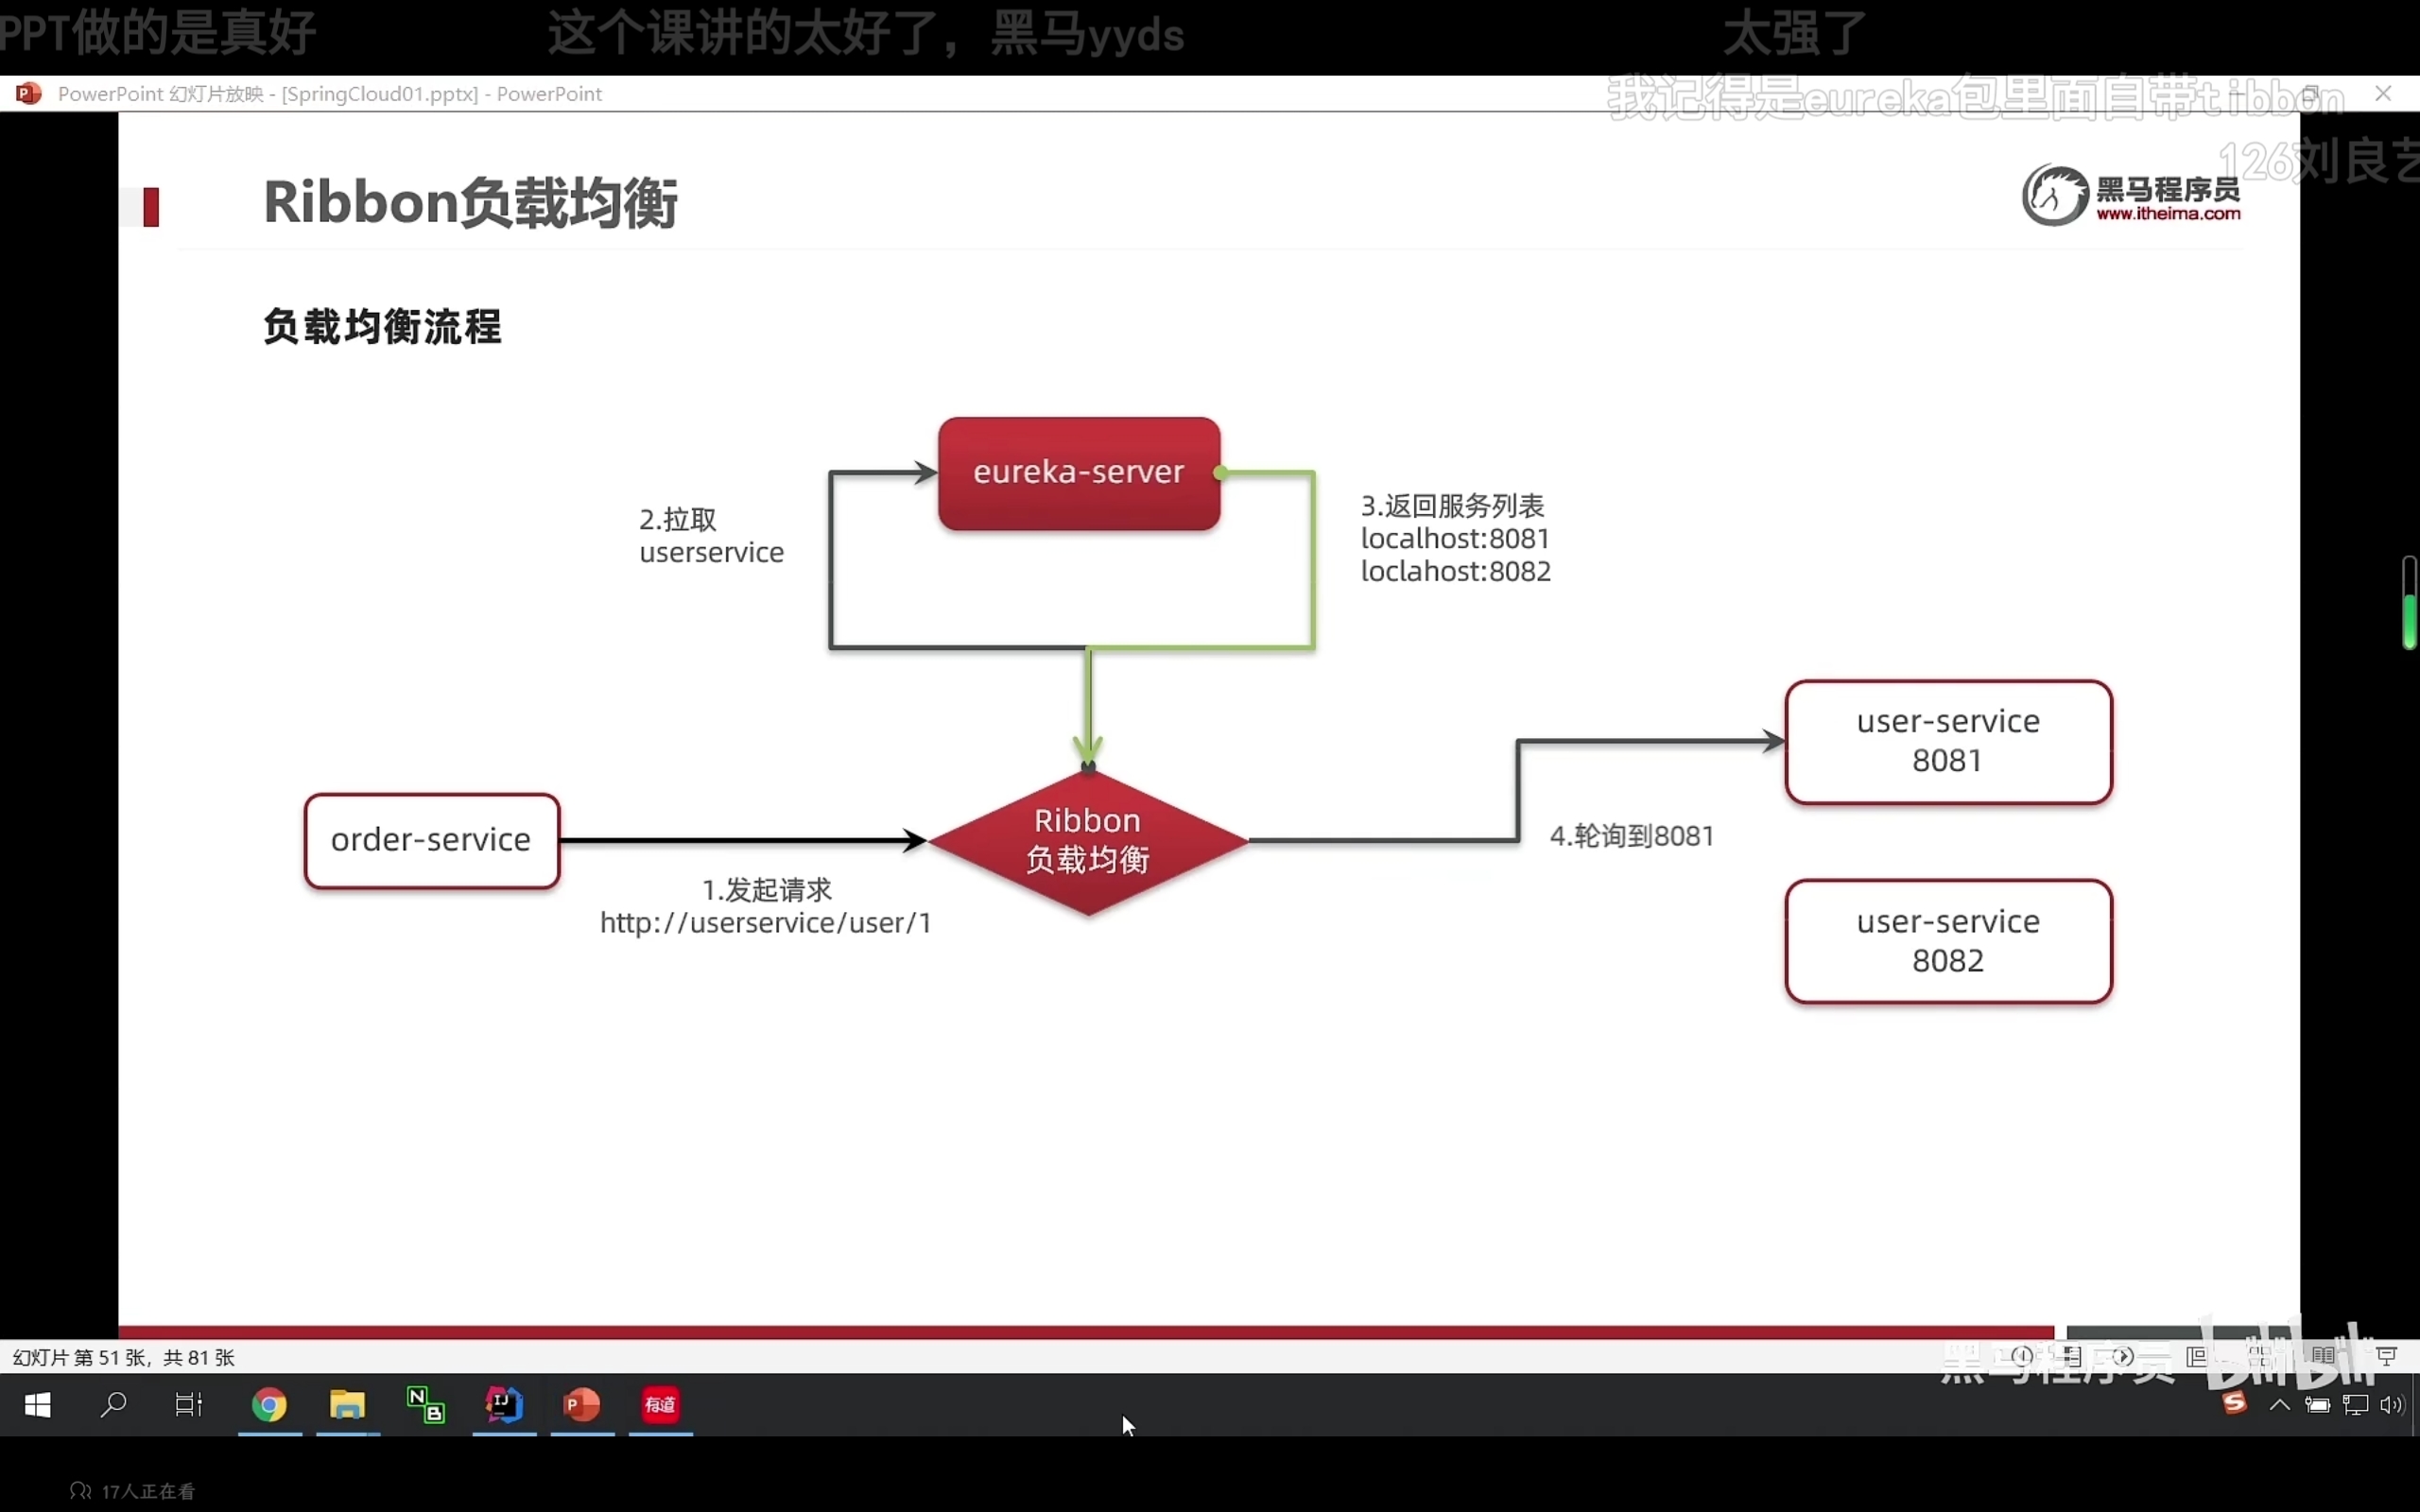 PPT做的是真好
这个课讲的太好了，黑马yyds
太强了
PowerPoint 幻灯片放映 - [SpringCloud01.pptx] - PowerPoint
我记得是eureka包里面自带tibbon
126刘良艺
Ribbon负载均衡
黑马程序员
www.itheima.com
负载均衡流程
eureka-server
2.拉取
userservice
3.返回服务列表
localhost:8081
loclahost:8082
user-service
8081
order-service
Ribbon
负载均衡
4.轮询到8081
1.发起请求
http://userservice/user/1
user-service
8082
幻灯片 第 51 张，共 81 张
黑马程序员
bilibili
N
B
IJ
P
有道
S
17人正在看